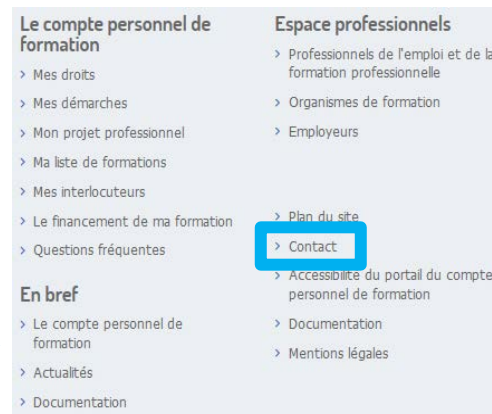 Le compte personnel de
formation
> Mes droits
> Mes démarches
> Mon projet professionnel
> Ma liste de formations
> Mes interlocuteurs
> Le financement de ma formation
> Questions fréquentes
En bref
> Le compte personnel de
formation
> Actualités
> Documentation
Espace professionnels
> Professionnels de l'emploi et de la
formation professionnelle
> Organismes de formation
> Employeurs
> Plan du site
> Contact
> Accessibilité du portail du compte
personnel de formation
> Documentation
> Mentions légales